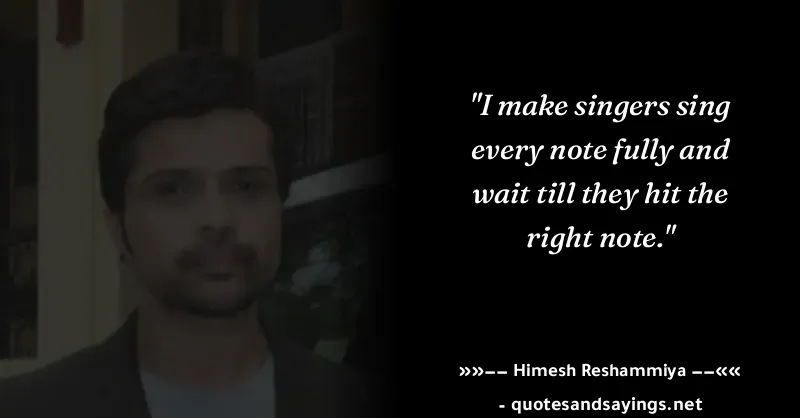 "I make singers sing
every note fully and
wait till they hit the
right note."
»»−− Himesh Reshammiya −−««
- quotesandsayings.net